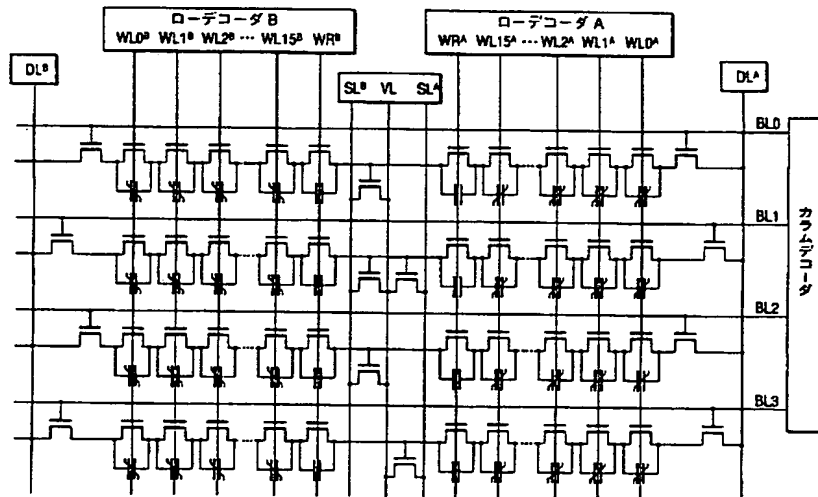 ローデコーダ B
WL0ᴮ WL1ᴮ WL2ᴮ ··· WL15ᴮ WRᴮ
ローデコーダ A
WRᴬ WL15ᴬ ··· WL2ᴬ WL1ᴬ WL0ᴬ
DLᴮ
SLᴮ VL SLᴬ
DLᴬ
BL0
BL1
BL2
BL3
カラムデコーダ